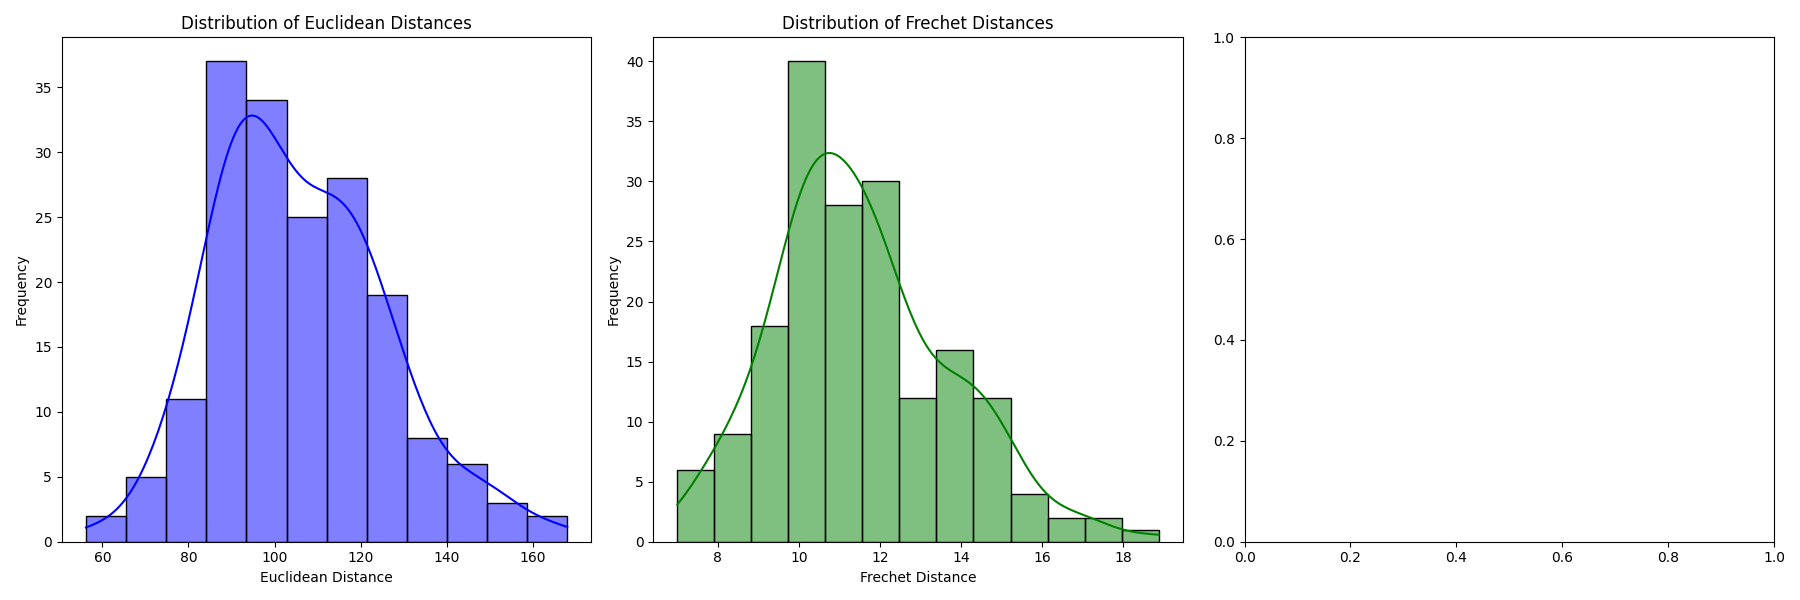 Distribution of Euclidean Distances
35
30
25
20
15
10
5
0
Frequency
60 80 100 120 140 160
Euclidean Distance
Distribution of Frechet Distances
40
35
30
25
20
15
10
5
0
Frequency
8 10 12 14 16 18
Frechet Distance
1.0
0.8
0.6
0.4
0.2
0.0
0.0 0.2 0.4 0.6 0.8 1.0